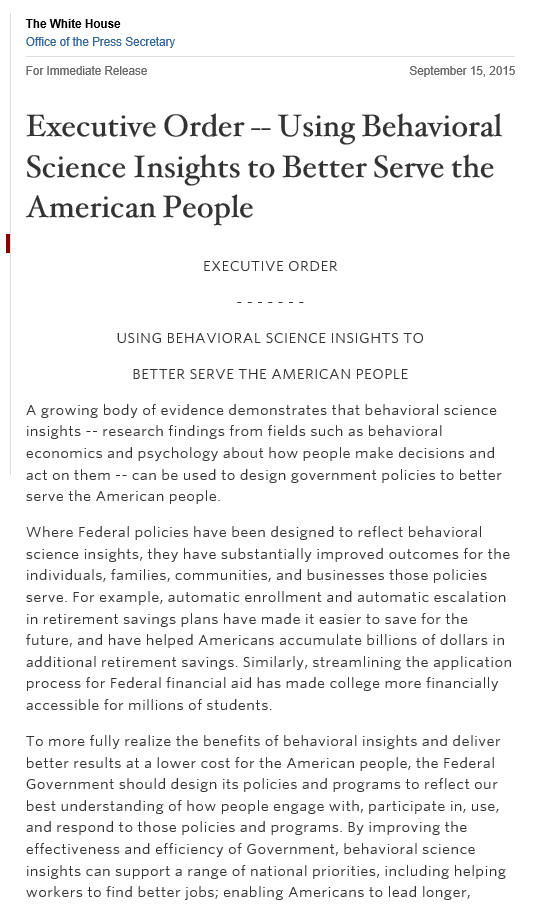 The White House
Office of the Press Secretary
For Immediate Release September 15, 2015
Executive Order -- Using Behavioral
Science Insights to Better Serve the
American People
EXECUTIVE ORDER
- - - - - - -
USING BEHAVIORAL SCIENCE INSIGHTS TO
BETTER SERVE THE AMERICAN PEOPLE
A growing body of evidence demonstrates that behavioral science
insights -- research findings from fields such as behavioral
economics and psychology about how people make decisions and
act on them -- can be used to design government policies to better
serve the American people.
Where Federal policies have been designed to reflect behavioral
science insights, they have substantially improved outcomes for the
individuals, families, communities, and businesses those policies
serve. For example, automatic enrollment and automatic escalation
in retirement savings plans have made it easier to save for the
future, and have helped Americans accumulate billions of dollars in
additional retirement savings. Similarly, streamlining the application
process for Federal financial aid has made college more financially
accessible for millions of students.
To more fully realize the benefits of behavioral insights and deliver
better results at a lower cost for the American people, the Federal
Government should design its policies and programs to reflect our
best understanding of how people engage with, participate in, use,
and respond to those policies and programs. By improving the
effectiveness and efficiency of Government, behavioral science
insights can support a range of national priorities, including helping
workers to find better jobs; enabling Americans to lead longer,